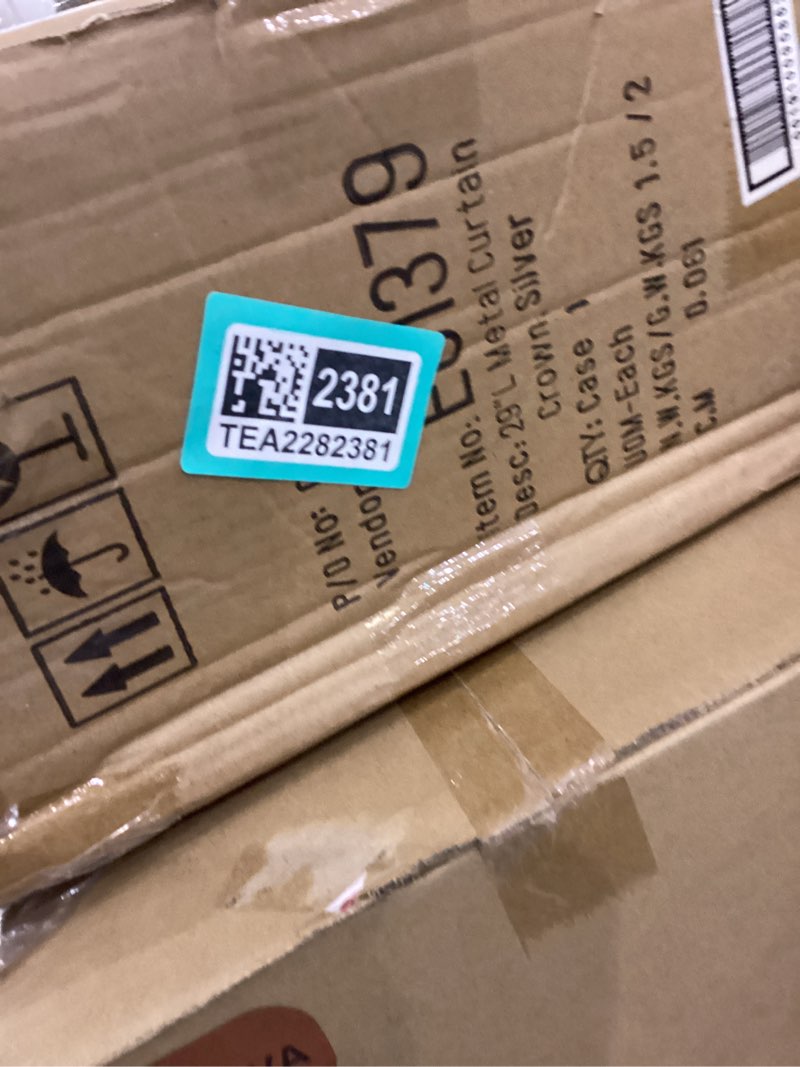 2381
TEA2282381
P/O No:
Vendor
Item No:
Desc: 29"L Metal Curtain
Crown, Silver
QTY: Case 1
UOM-Each
N.W.KGS/G.W.KGS 1.5 / 2
C.M 0.061